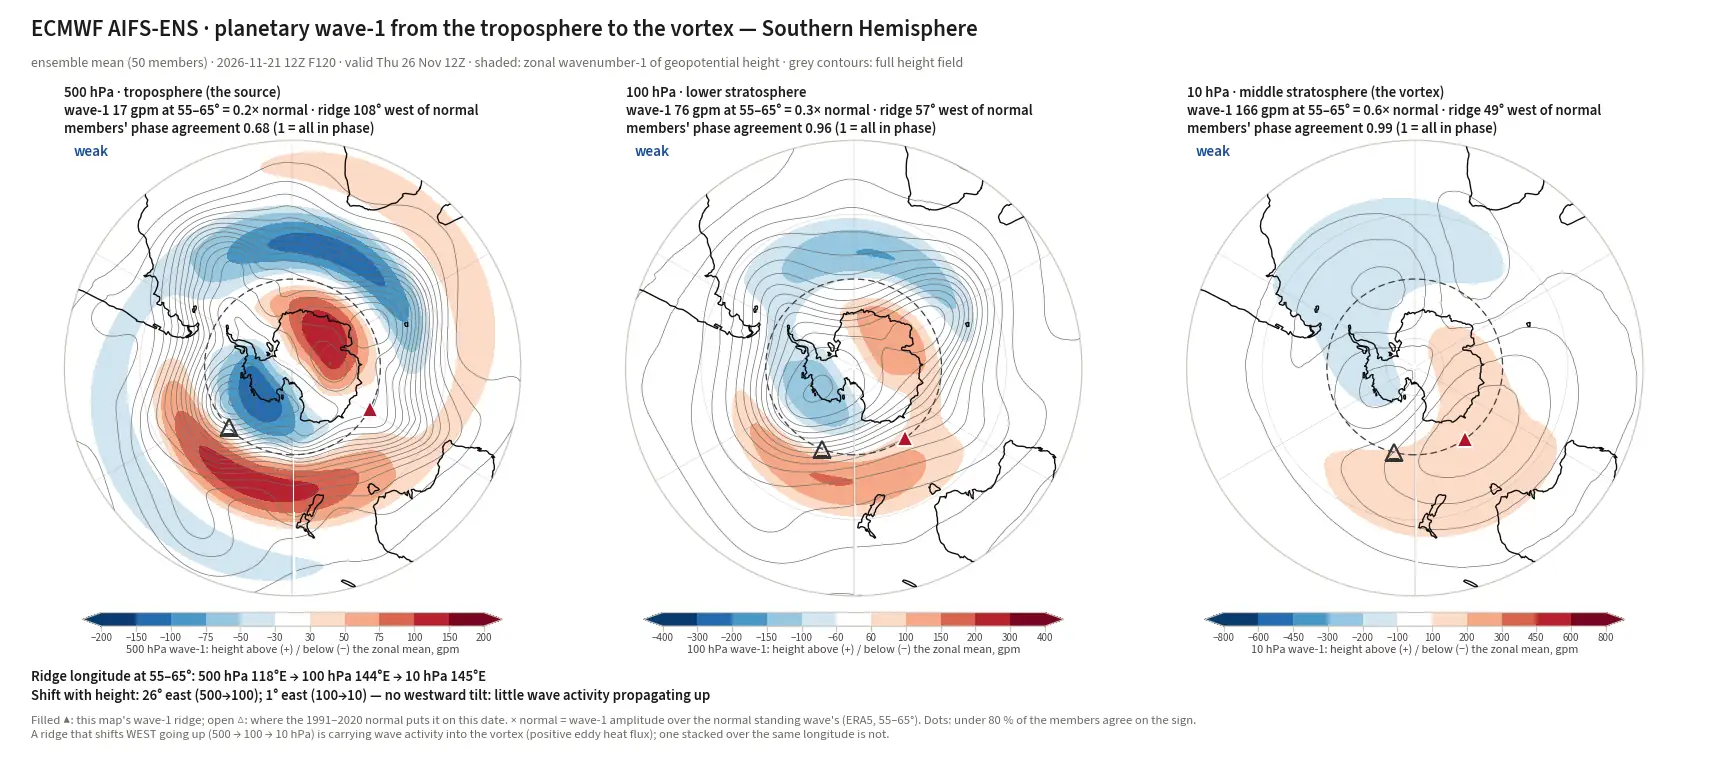 ECMWF AIFS-ENS · planetary wave-1 from the troposphere to the vortex — Southern Hemisphere
ensemble mean (50 members) · 2026-11-21 12Z F120 · valid Thu 26 Nov 12Z · shaded: zonal wavenumber-1 of geopotential height · grey contours: full height field
500 hPa · troposphere (the source)
wave-1 17 gpm at 55–65° = 0.2× normal · ridge 108° west of normal
members' phase agreement 0.68 (1 = all in phase)
weak
100 hPa · lower stratosphere
wave-1 76 gpm at 55–65° = 0.3× normal · ridge 57° west of normal
members' phase agreement 0.96 (1 = all in phase)
weak
10 hPa · middle stratosphere (the vortex)
wave-1 166 gpm at 55–65° = 0.6× normal · ridge 49° west of normal
members' phase agreement 0.99 (1 = all in phase)
weak
−200 −150 −100 −75 −50 −30 30 50 75 100 150 200
500 hPa wave-1: height above (+) / below (−) the zonal mean, gpm
−400 −300 −200 −150 −100 −60 60 100 150 200 300 400
100 hPa wave-1: height above (+) / below (−) the zonal mean, gpm
−800 −600 −450 −300 −200 −100 100 200 300 450 600 800
10 hPa wave-1: height above (+) / below (−) the zonal mean, gpm
Ridge longitude at 55–65°: 500 hPa 118°E → 100 hPa 144°E → 10 hPa 145°E
Shift with height: 26° east (500→100); 1° east (100→10) — no westward tilt: little wave activity propagating up
Filled ▲: this map's wave-1 ridge; open △: where the 1991–2020 normal puts it on this date. × normal = wave-1 amplitude over the normal standing wave's (ERA5, 55–65°). Dots: under 80 % of the members agree on the sign.
A ridge that shifts WEST going up (500 → 100 → 10 hPa) is carrying wave activity into the vortex (positive eddy heat flux); one stacked over the same longitude is not.